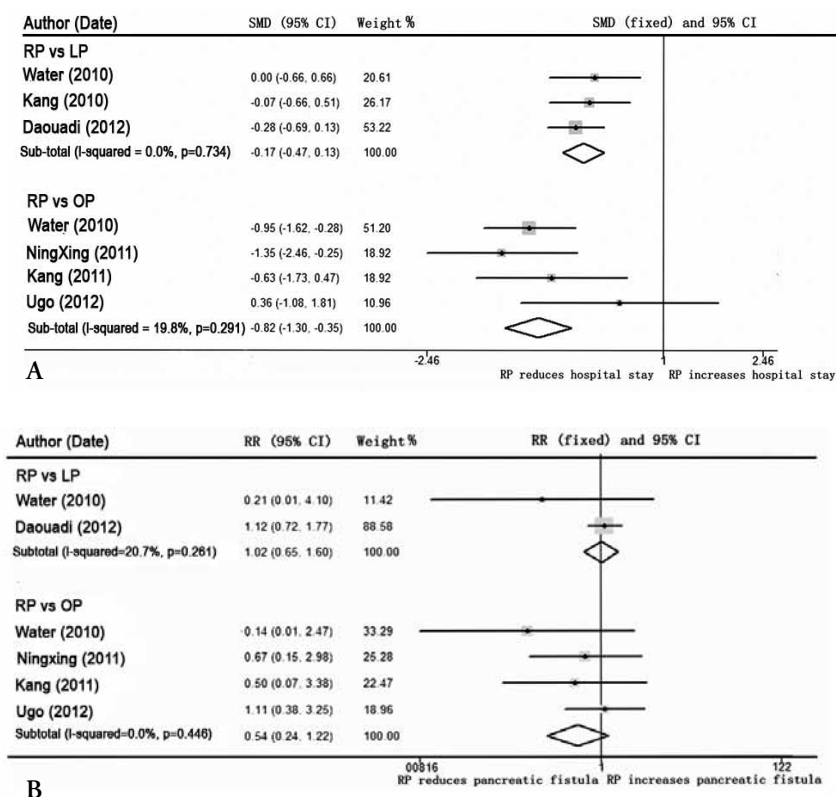 Author (Date) SMD (95% CI) Weight% SMD (fixed) and 95% CI
RP vs LP
Water (2010) 0.00 (-0.66, 0.66) 20.61
Kang (2010) -0.07 (-0.66, 0.51) 26.17
Daouadi (2012) -0.28 (-0.69, 0.13) 53.22
Sub-total (I-squared = 0.0%, p=0.734) -0.17 (-0.47, 0.13) 100.00
RP vs OP
Water (2010) -0.95 (-1.62, -0.28) 51.20
NingXing (2011) -1.35 (-2.46, -0.25) 18.92
Kang (2011) -0.63 (-1.73, 0.47) 18.92
Ugo (2012) 0.36 (-1.08, 1.81) 10.96
Sub-total (I-squared = 19.8%, p=0.291) -0.82 (-1.30, -0.35) 100.00
-2.46 1 2.46
A RP reduces hospital stay RP increases hospital stay
Author (Date) RR (95% CI) Weight% RR (fixed) and 95% CI
RP vs LP
Water (2010) 0.21 (0.01, 4.10) 11.42
Daouadi (2012) 1.12 (0.72, 1.77) 88.58
Subtotal (I-squared=20.7%, p=0.261) 1.02 (0.65, 1.60) 100.00
RP vs OP
Water (2010) 0.14 (0.01, 2.47) 33.29
Ningxing (2011) 0.67 (0.15, 2.98) 25.28
Kang (2011) 0.50 (0.07, 3.38) 22.47
Ugo (2012) 1.11 (0.38, 3.25) 18.96
Subtotal (I-squared=0.0%, p=0.446) 0.54 (0.24, 1.22) 100.00
00816 1 122
RP reduces pancreatic fistula RP increases pancreatic fistula
B